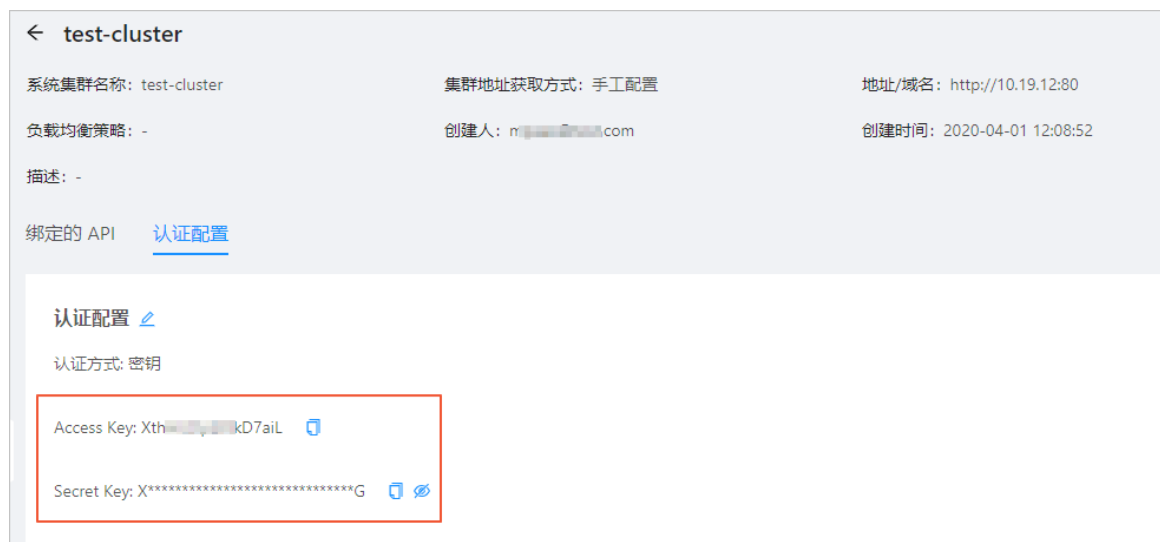 test-cluster
系统集群名称：test-cluster 集群地址获取方式：手工配置 地址/域名：http://10.19.12:80
负载均衡策略：- 创建人：m com 创建时间：2020-04-01 12:08:52
描述：-
绑定的 API 认证配置
认证配置
认证方式: 密钥
Access Key: Xth kD7aiL
Secret Key: X******************************G